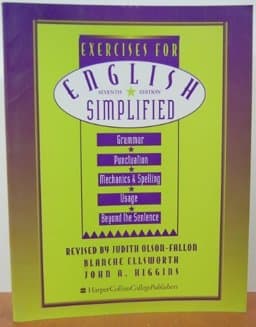 EXERCISES FOR
ENGLISH
SEVENTH ★ EDITION
SIMPLIFIED
Grammar
★
Punctuation
★
Mechanics & Spelling
★
Usage
★
Beyond the Sentence
REVISED BY JUDITH OLSON-FALLON
BLANCHE ELLSWORTH
JOHN A. HIGGINS
HarperCollinsCollegePublishers